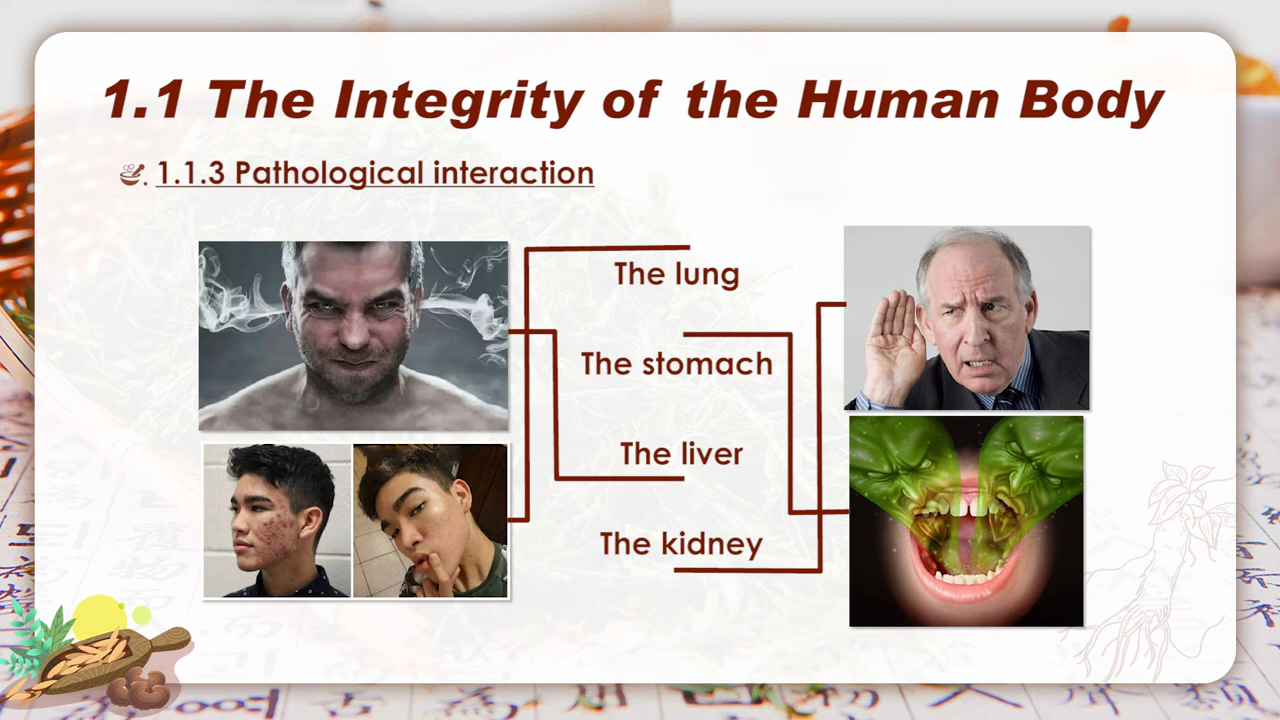 1.1 The Integrity of the Human Body
1.1.3 Pathological interaction
The lung
The stomach
The liver
The kidney